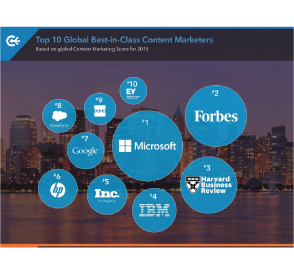 Top 10 Global Best-in-Class Content Marketers
Based on global Content Marketing Score for 2015
#10
EY
#2
Forbes
#9
#8
salesforce
#1
Microsoft
#7
Google
#3
Harvard
Business
Review
#6
hp
#5
Inc.
#4
IBM